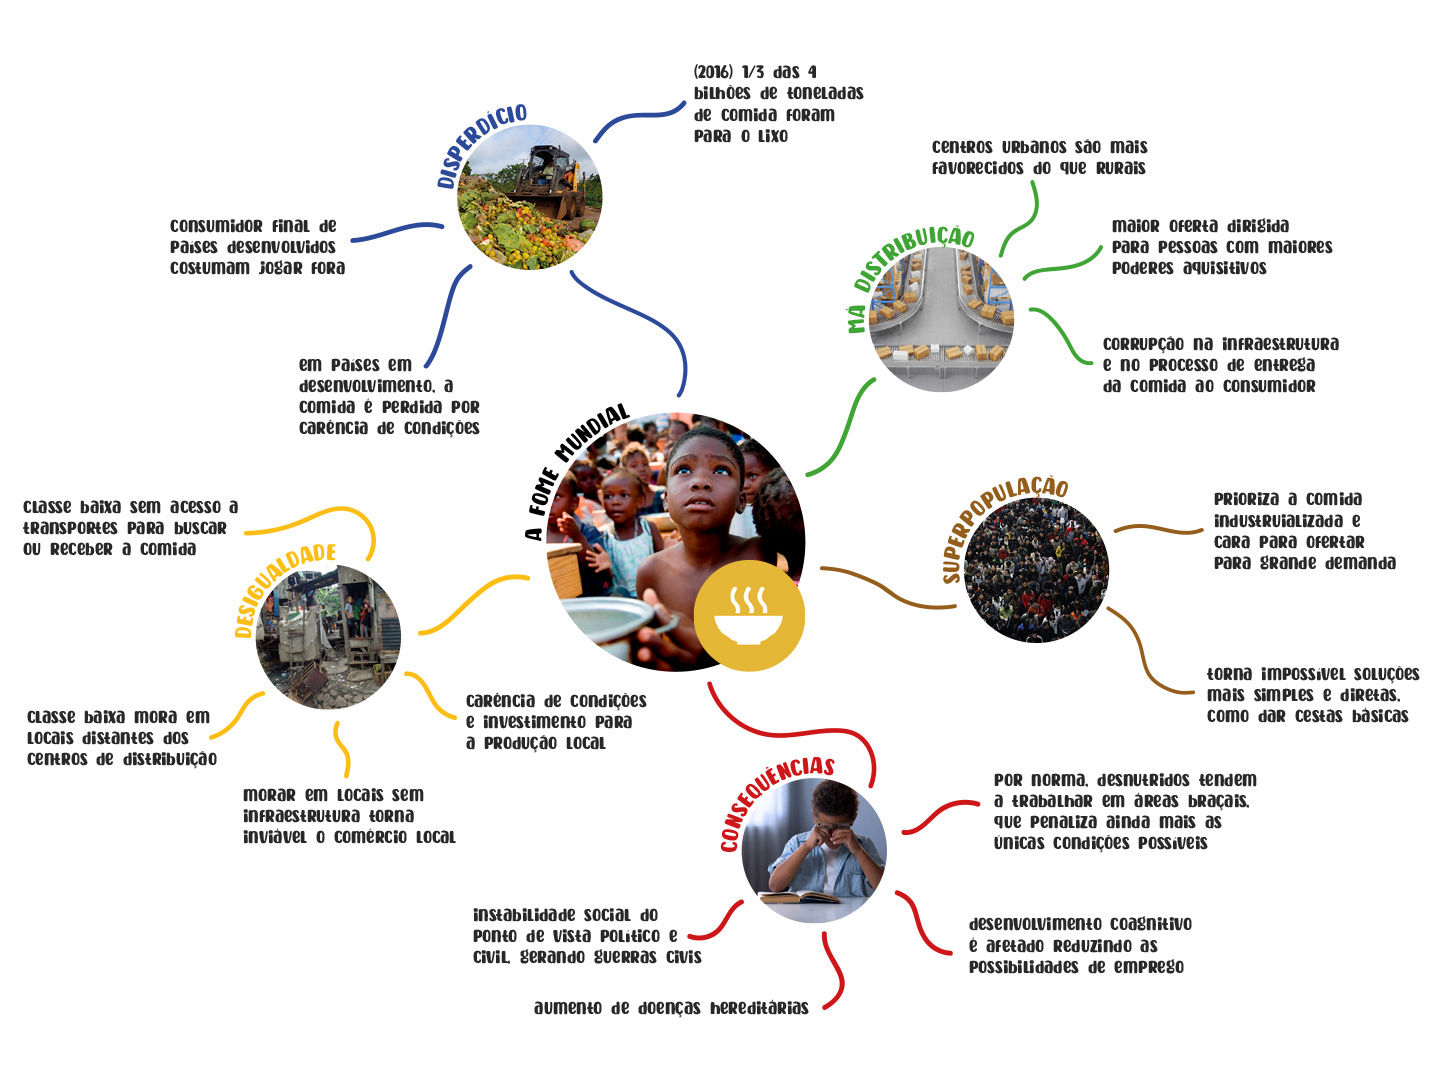 A FOME MUNDIAL
DISPERDÍCIO
(2016) 1/3 das 4
bilhões de toneladas
de comida foram
para o lixo
consumidor final de
países desenvolvidos
costumam jogar fora
em países em
desenvolvimento, a
comida é perdida por
carência de condições
MÁ DISTRIBUIÇÃO
centros urbanos são mais
favorecidos do que rurais
maior oferta dirigida
para pessoas com maiores
poderes aquisitivos
corrupção na infraestrutura
e no processo de entrega
da comida ao consumidor
SUPERPOPULAÇÃO
prioriza a comida
industruializada e
cara para ofertar
para grande demanda
torna impossível soluções
mais simples e diretas,
como dar cestas básicas
DESIGUALDADE
classe baixa sem acesso a
transportes para buscar
ou receber a comida
classe baixa mora em
locais distantes dos
centros de distribuição
morar em locais sem
infraestrutura torna
inviável o comércio local
carência de condições
e investimento para
a produção local
CONSEQUÊNCIAS
por norma, desnutridos tendem
a trabalhar em áreas braçais,
que penaliza ainda mais as
únicas condições possíveis
desenvolvimento coagnitivo
é afetado reduzindo as
possibilidades de emprego
instabilidade social do
ponto de vista político e
civil, gerando guerras civis
aumento de doenças hereditárias